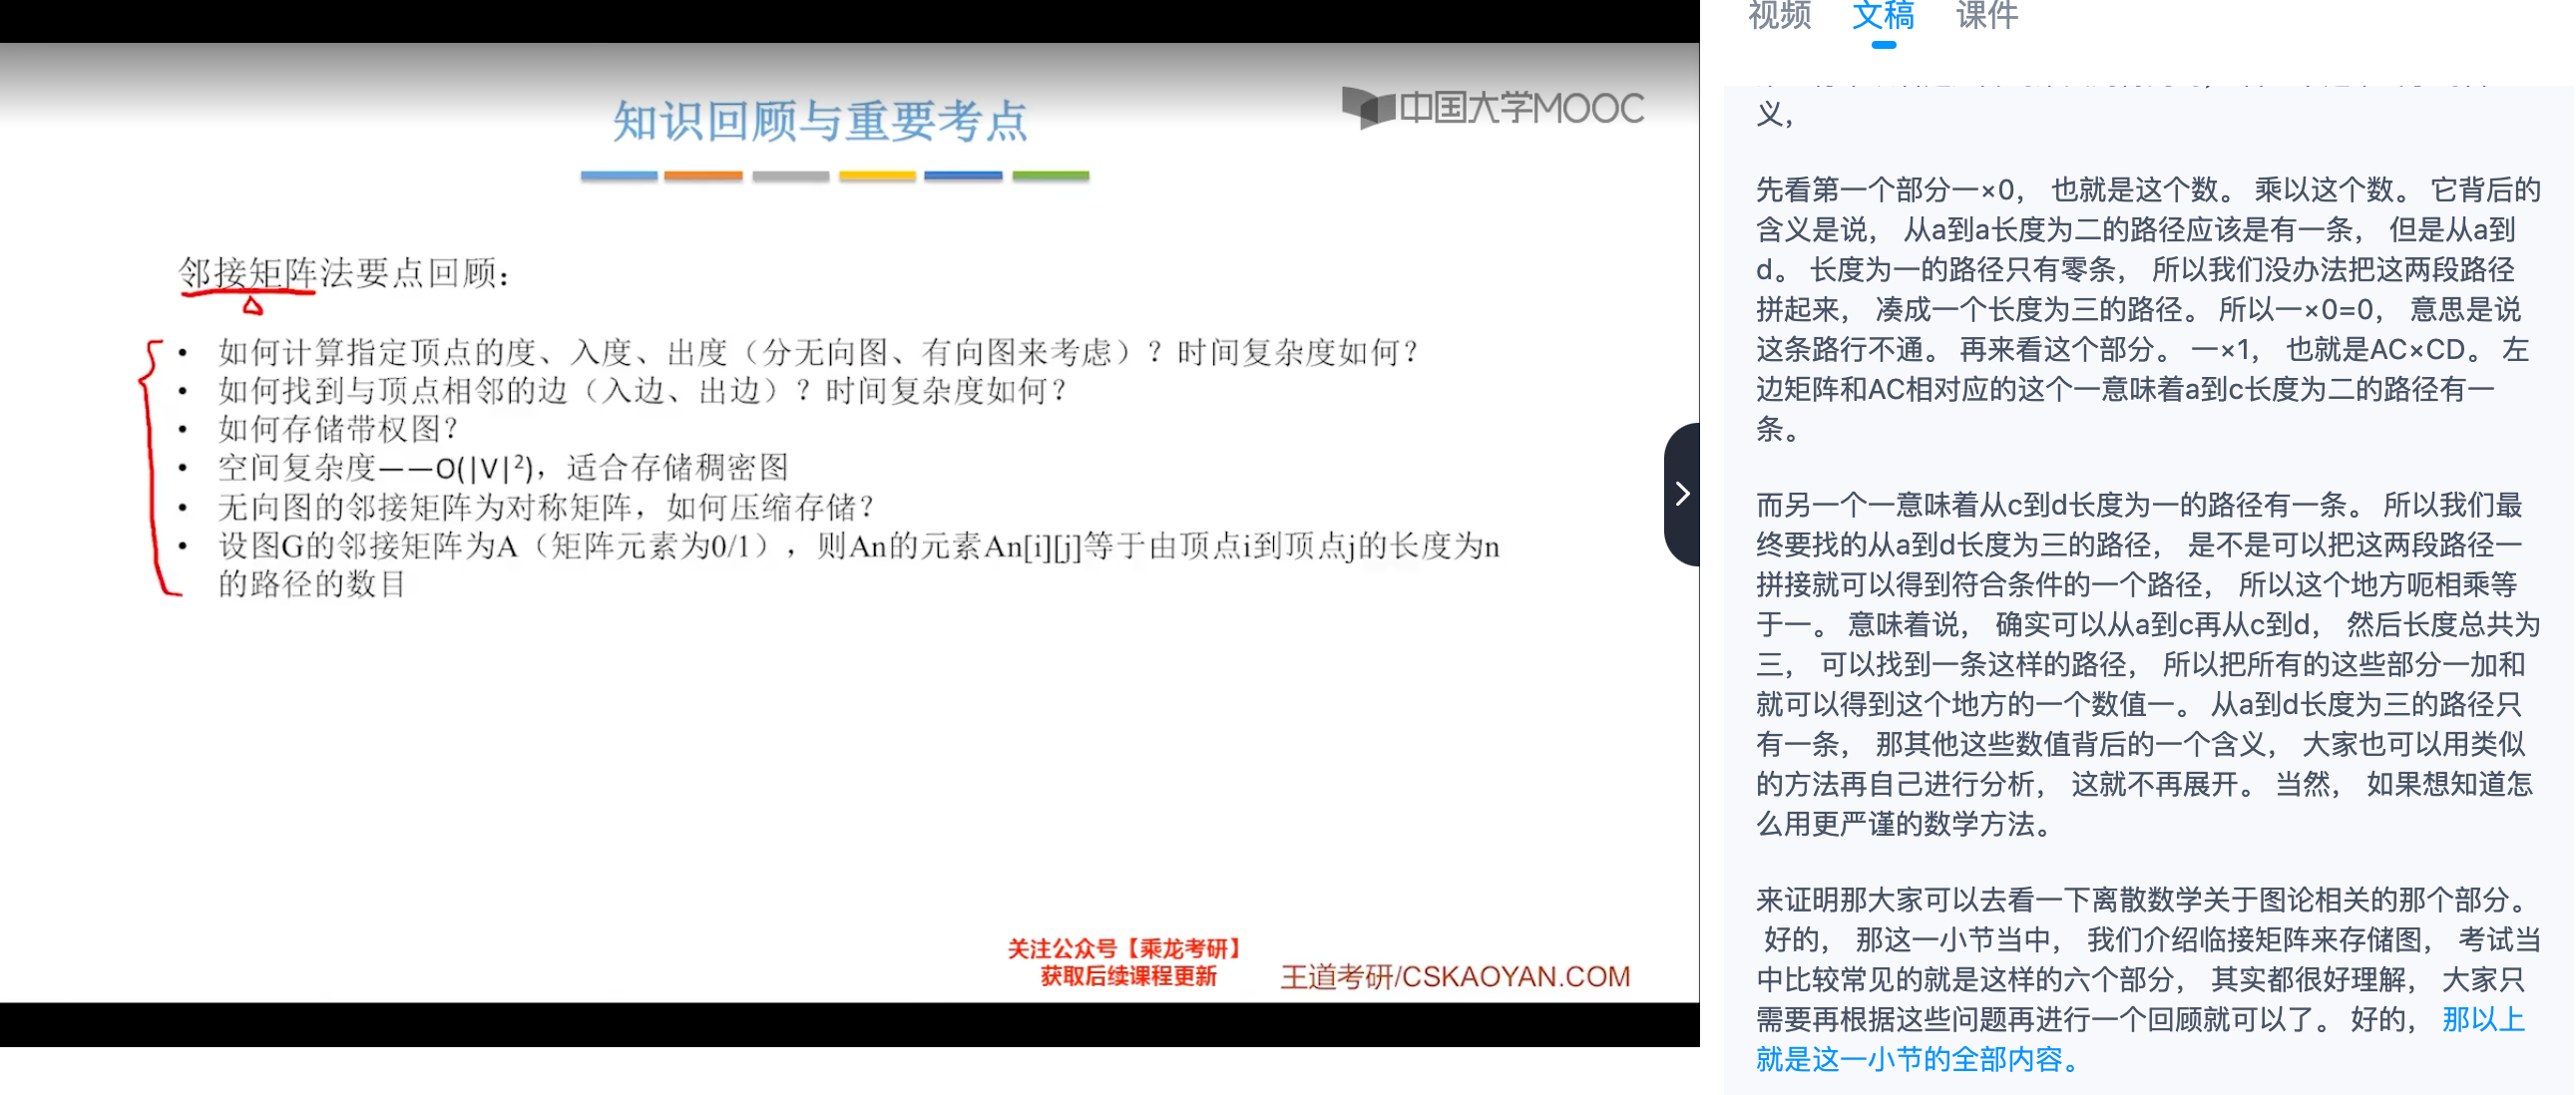 知识回顾与重要考点
中国大学MOOC
邻接矩阵法要点回顾：
• 如何计算指定顶点的度、入度、出度（分无向图、有向图来考虑）？时间复杂度如何？
• 如何找到与顶点相邻的边（入边、出边）？时间复杂度如何？
• 如何存储带权图？
• 空间复杂度——O(|V|²)，适合存储稠密图
• 无向图的邻接矩阵为对称矩阵，如何压缩存储？
• 设图G的邻接矩阵为A（矩阵元素为0/1），则An的元素An[i][j]等于由顶点i到顶点j的长度为n
的路径的数目
关注公众号【乘龙考研】
获取后续课程更新
王道考研/CSKAOYAN.COM
视频 文稿 课件
义，
先看第一个部分一×0， 也就是这个数。 乘以这个数。 它背后的
含义是说， 从a到a长度为二的路径应该是有一条， 但是从a到
d。 长度为一的路径只有零条， 所以我们没办法把这两段路径
拼起来， 凑成一个长度为三的路径。 所以一×0=0， 意思是说
这条路行不通。 再来看这个部分。 一×1， 也就是AC×CD。 左
边矩阵和AC相对应的这个一意味着a到c长度为二的路径有一
条。
而另一个一意味着从c到d长度为一的路径有一条。 所以我们最
终要找的从a到d长度为三的路径， 是不是可以把这两段路径一
拼接就可以得到符合条件的一个路径， 所以这个地方呃相乘等
于一。 意味着说， 确实可以从a到c再从c到d， 然后长度总共为
三， 可以找到一条这样的路径， 所以把所有的这些部分一加和
就可以得到这个地方的一个数值一。 从a到d长度为三的路径只
有一条， 那其他这些数值背后的一个含义， 大家也可以用类似
的方法再自己进行分析， 这就不再展开。 当然， 如果想知道怎
么用更严谨的数学方法。
来证明那大家可以去看一下离散数学关于图论相关的那个部分。
好的， 那这一小节当中， 我们介绍临接矩阵来存储图， 考试当
中比较常见的就是这样的六个部分， 其实都很好理解， 大家只
需要再根据这些问题再进行一个回顾就可以了。 好的， 那以上
就是这一小节的全部内容。